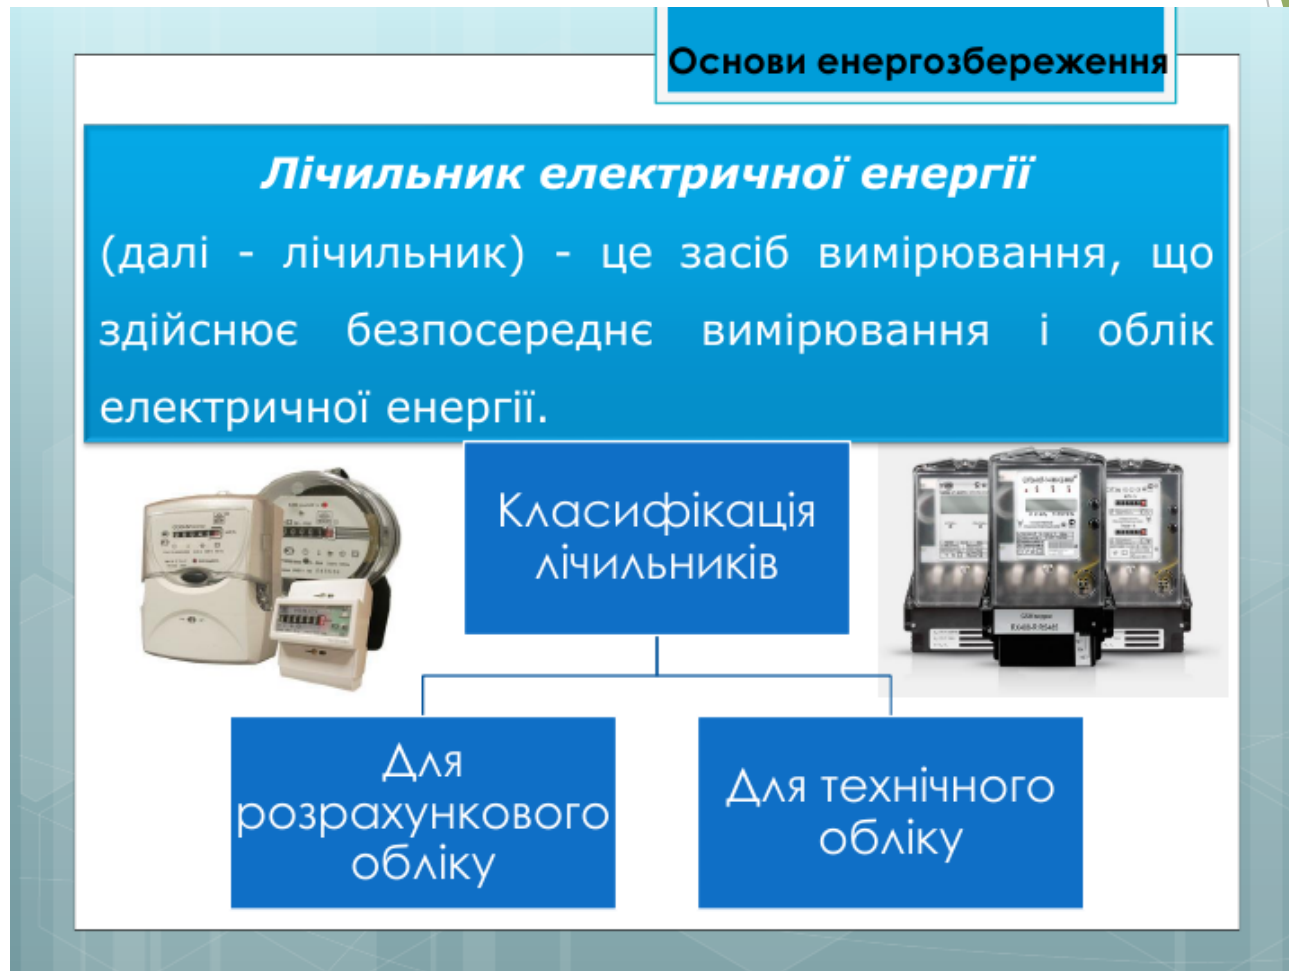 Основи енергозбереження
Лічильник електричної енергії
(далі - лічильник) - це засіб вимірювання, що
здійснює безпосереднє вимірювання і облік
електричної енергії.
Класифікація
лічильників
Для
розрахункового
обліку
Для технічного
обліку